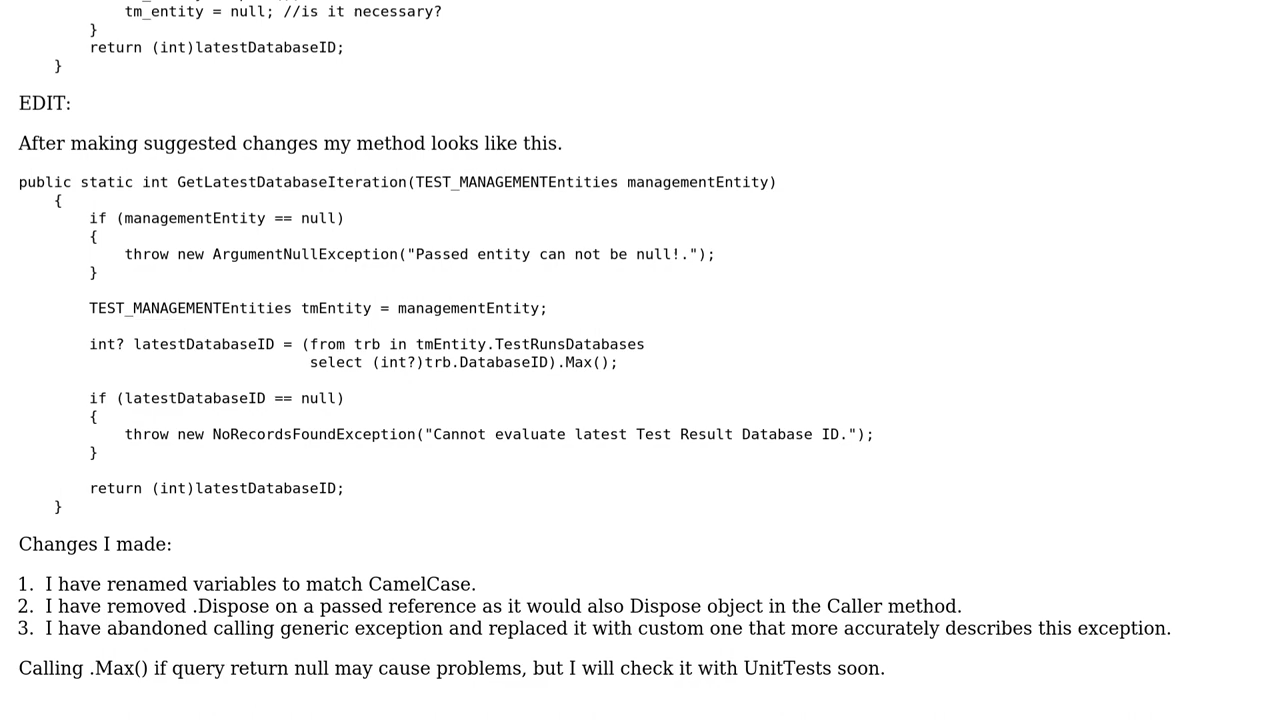 tm_entity = null; //is it necessary?
}
return (int)latestDatabaseID;
}
EDIT:
After making suggested changes my method looks like this.
public static int GetLatestDatabaseIteration(TEST_MANAGEMENTEntities managementEntity)
{
if (managementEntity == null)
{
throw new ArgumentNullException("Passed entity can not be null!.");
}
TEST_MANAGEMENTEntities tmEntity = managementEntity;
int? latestDatabaseID = (from trb in tmEntity.TestRunsDatabases
select (int?)trb.DatabaseID).Max();
if (latestDatabaseID == null)
{
throw new NoRecordsFoundException("Cannot evaluate latest Test Result Database ID.");
}
return (int)latestDatabaseID;
}
Changes I made:
1. I have renamed variables to match CamelCase.
2. I have removed .Dispose on a passed reference as it would also Dispose object in the Caller method.
3. I have abandoned calling generic exception and replaced it with custom one that more accurately describes this exception.
Calling .Max() if query return null may cause problems, but I will check it with UnitTests soon.